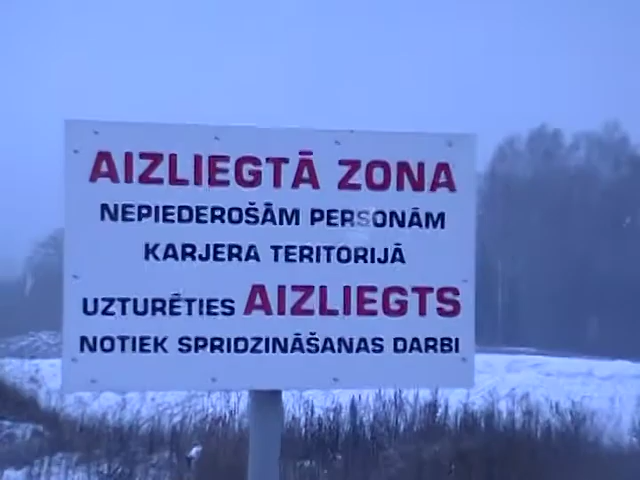 AIZLIEGTĀ ZONA
NEPIEDEROŠĀM PERSONĀM
KARJERA TERITORIJĀ
UZTURĒTIES AIZLIEGTS
NOTIEK SPRIDZINĀŠANAS DARBI